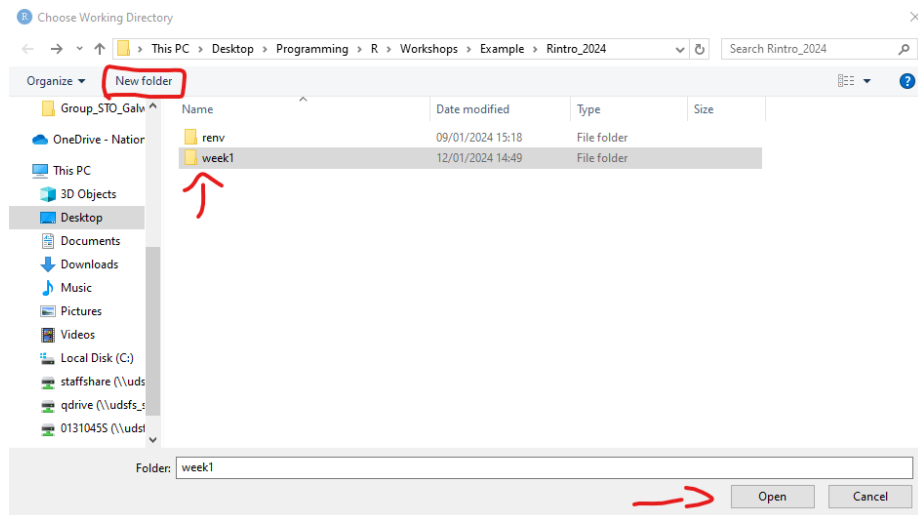 R Choose Working Directory
This PC > Desktop > Programming > R > Workshops > Example > Rintro_2024
Search Rintro_2024
Organize
New folder
?
Name
Date modified
Type
Size
renv 09/01/2024 15:18 File folder
week1 12/01/2024 14:49 File folder
Group_STO_Galw
OneDrive - Nation
This PC
3D Objects
Desktop
Documents
Downloads
Music
Pictures
Videos
Local Disk (C:)
staffshare (\\uds
qdrive (\\udsfs_s
0131045S (\\udsf
Folder: week1
Open
Cancel